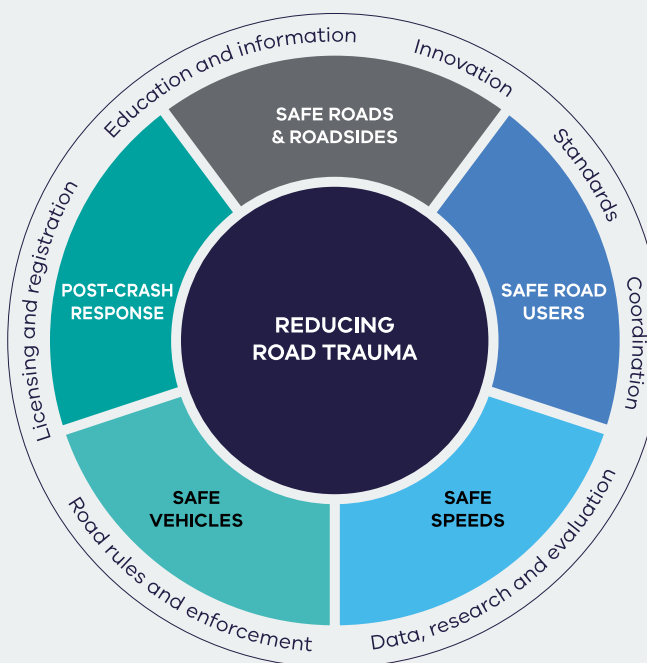 Education and information
Innovation
Standards
Coordination
Data, research and evaluation
Road rules and enforcement
Licensing and registration
SAFE ROADS
& ROADSIDES
SAFE ROAD
USERS
SAFE
SPEEDS
SAFE
VEHICLES
POST-CRASH
RESPONSE
REDUCING
ROAD TRAUMA